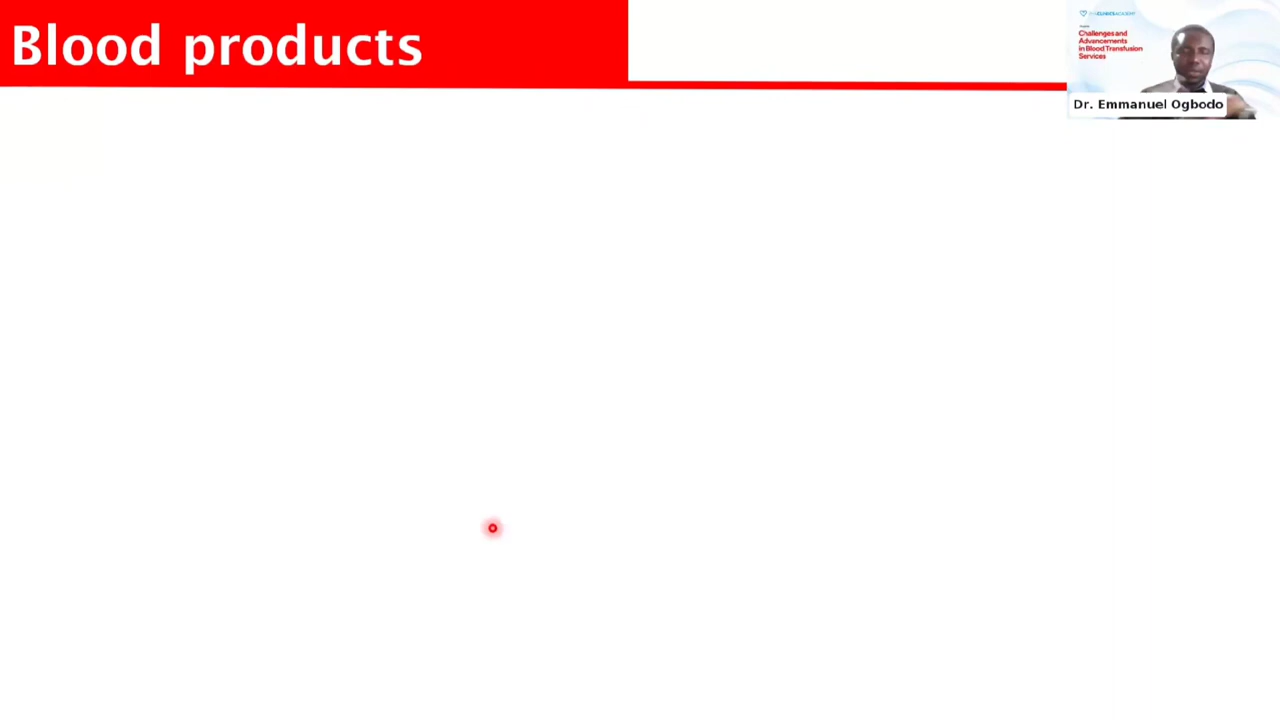 Blood products
Challenges and
Advancements
in Blood Transfusion
Services
Dr. Emmanuel Ogbodo